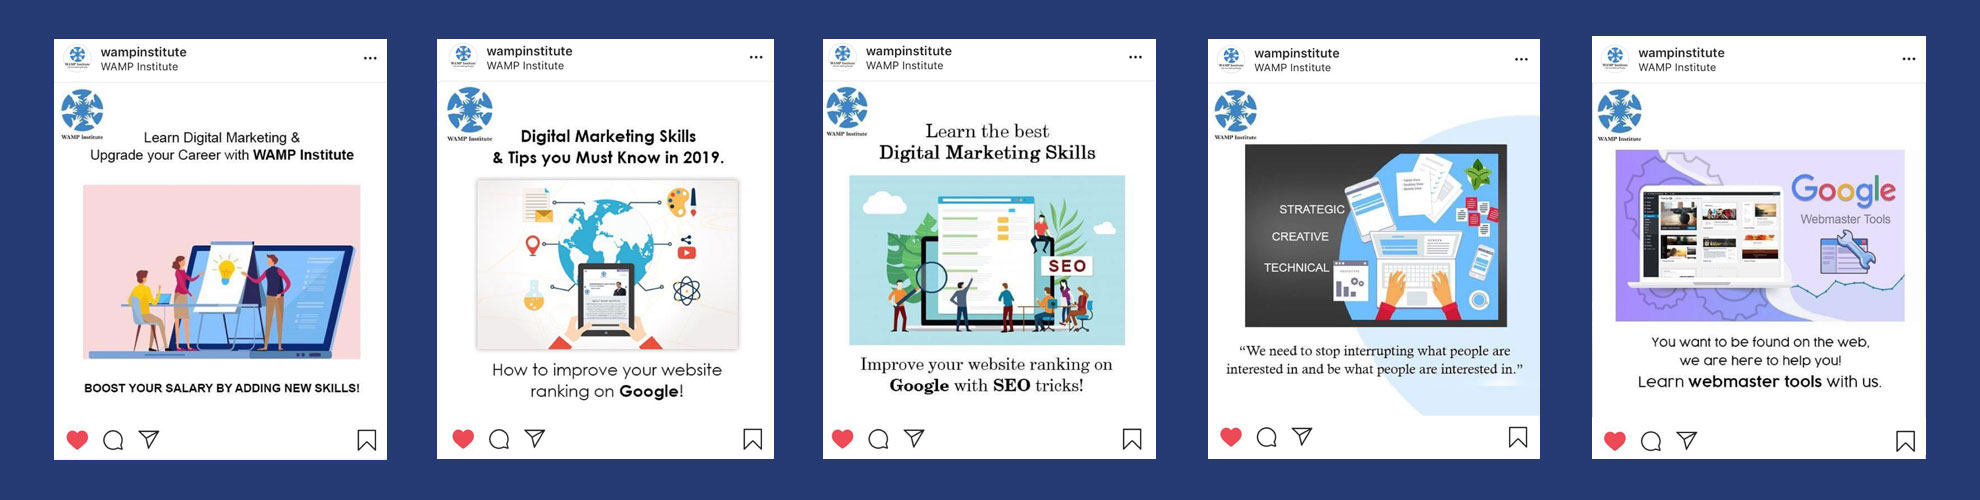 wampinstitute
WAMP Institute
WAMP Institute
Learn Digital Marketing &
Upgrade your Career with WAMP Institute
BOOST YOUR SALARY BY ADDING NEW SKILLS!
wampinstitute
WAMP Institute
WAMP Institute
Digital Marketing Skills
& Tips you Must Know in 2019.
How to improve your website
ranking on Google!
wampinstitute
WAMP Institute
WAMP Institute
Learn the best
Digital Marketing Skills
SEO
Improve your website ranking on
Google with SEO tricks!
wampinstitute
WAMP Institute
WAMP Institute
STRATEGIC
CREATIVE
TECHNICAL
“We need to stop interrupting what people are
interested in and be what people are interested in.”
wampinstitute
WAMP Institute
WAMP Institute
Google
Webmaster Tools
You want to be found on the web,
we are here to help you!
Learn webmaster tools with us.